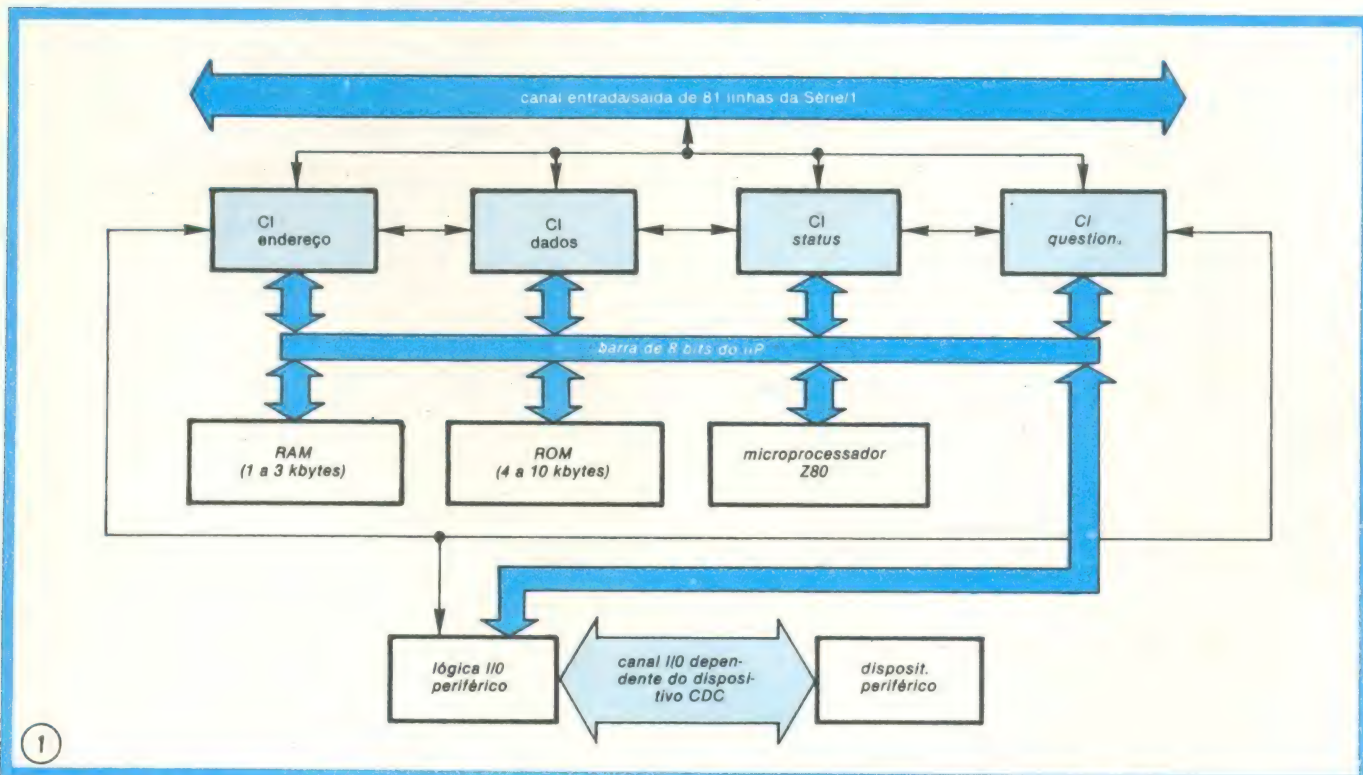 canal entrada/saída de 81 linhas da Série/1
CI
endereço
CI
dados
CI
status
CI
question.
barra de 8 bits do µP
RAM
(1 a 3 kbytes)
ROM
(4 a 10 kbytes)
microprocessador
Z80
lógica I/0
periférico
canal I/0 depen-
dente do disposi-
tivo CDC
disposit.
periférico
1